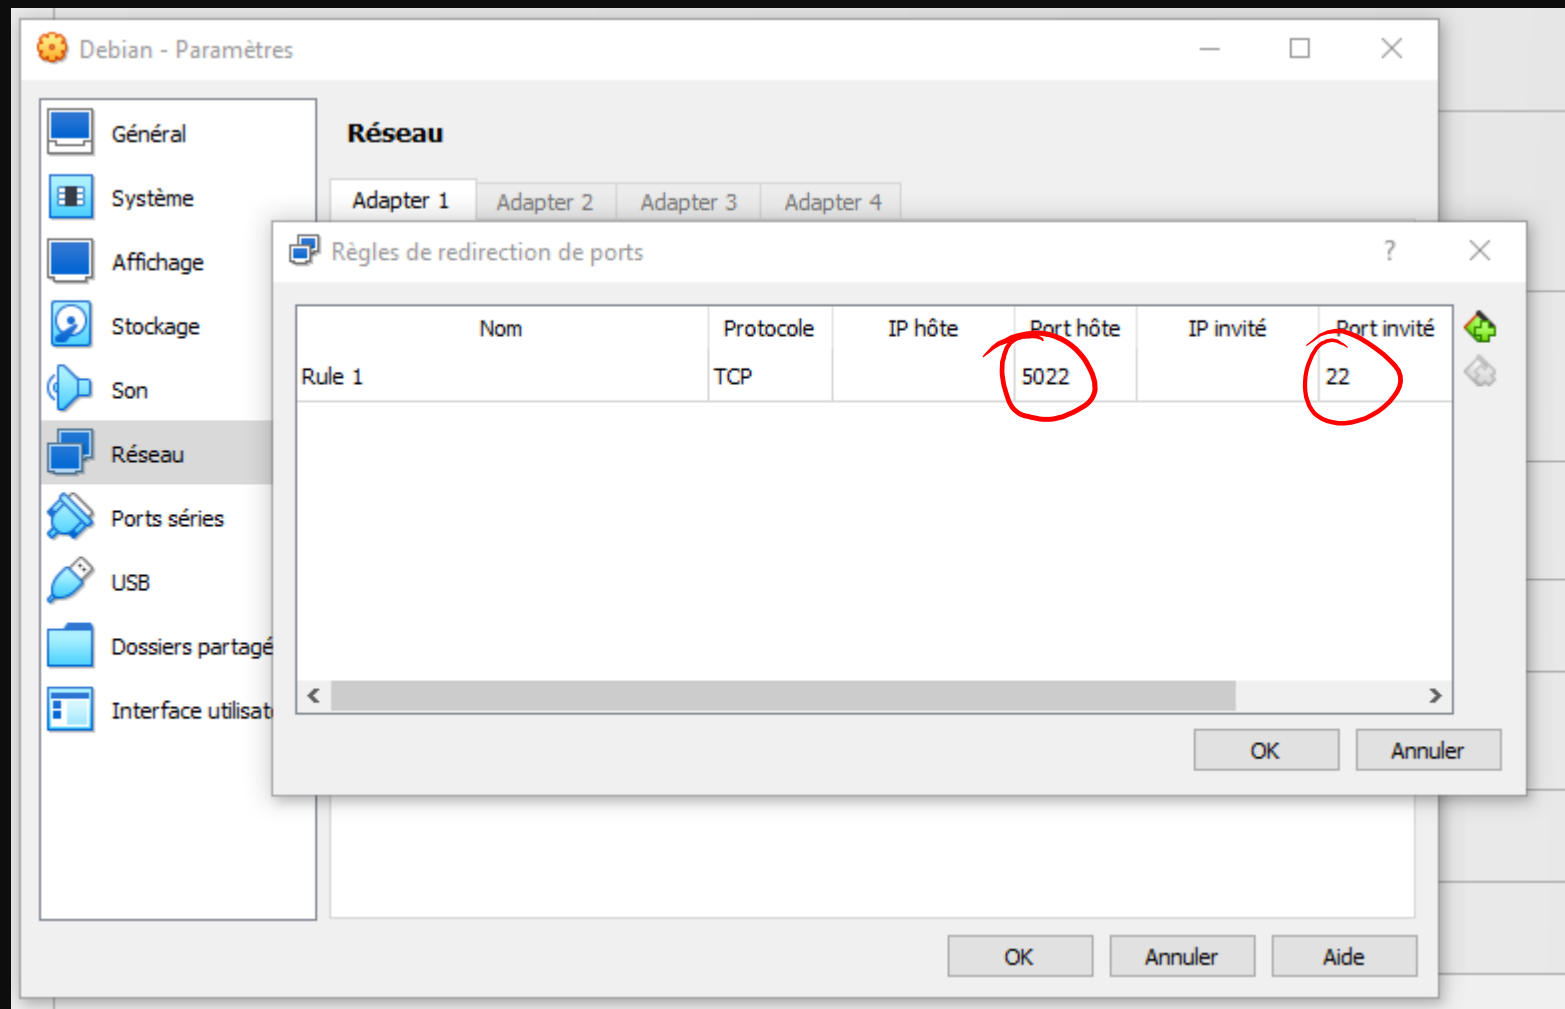 Debian - Paramètres
Général
Système
Affichage
Stockage
Son
Réseau
Ports séries
USB
Dossiers partagé
Interface utilisat
Réseau
Adapter 1 Adapter 2 Adapter 3 Adapter 4
Règles de redirection de ports ?
Nom Protocole IP hôte Port hôte IP invité Port invité
Rule 1 TCP 5022 22
OK Annuler
OK Annuler Aide